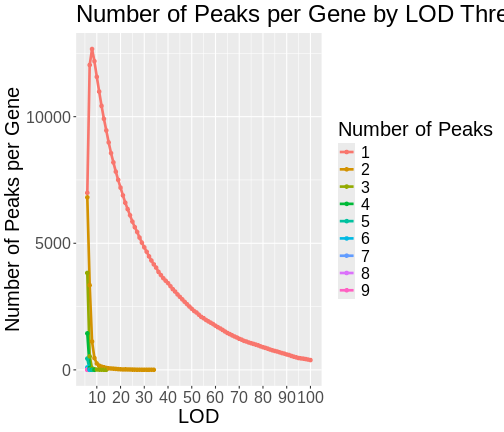 Number of Peaks per Gene by LOD Thre
Number of Peaks per Gene
10000
5000
0
10 20 30 40 50 60 70 80 90 100
LOD
Number of Peaks
1
2
3
4
5
6
7
8
9